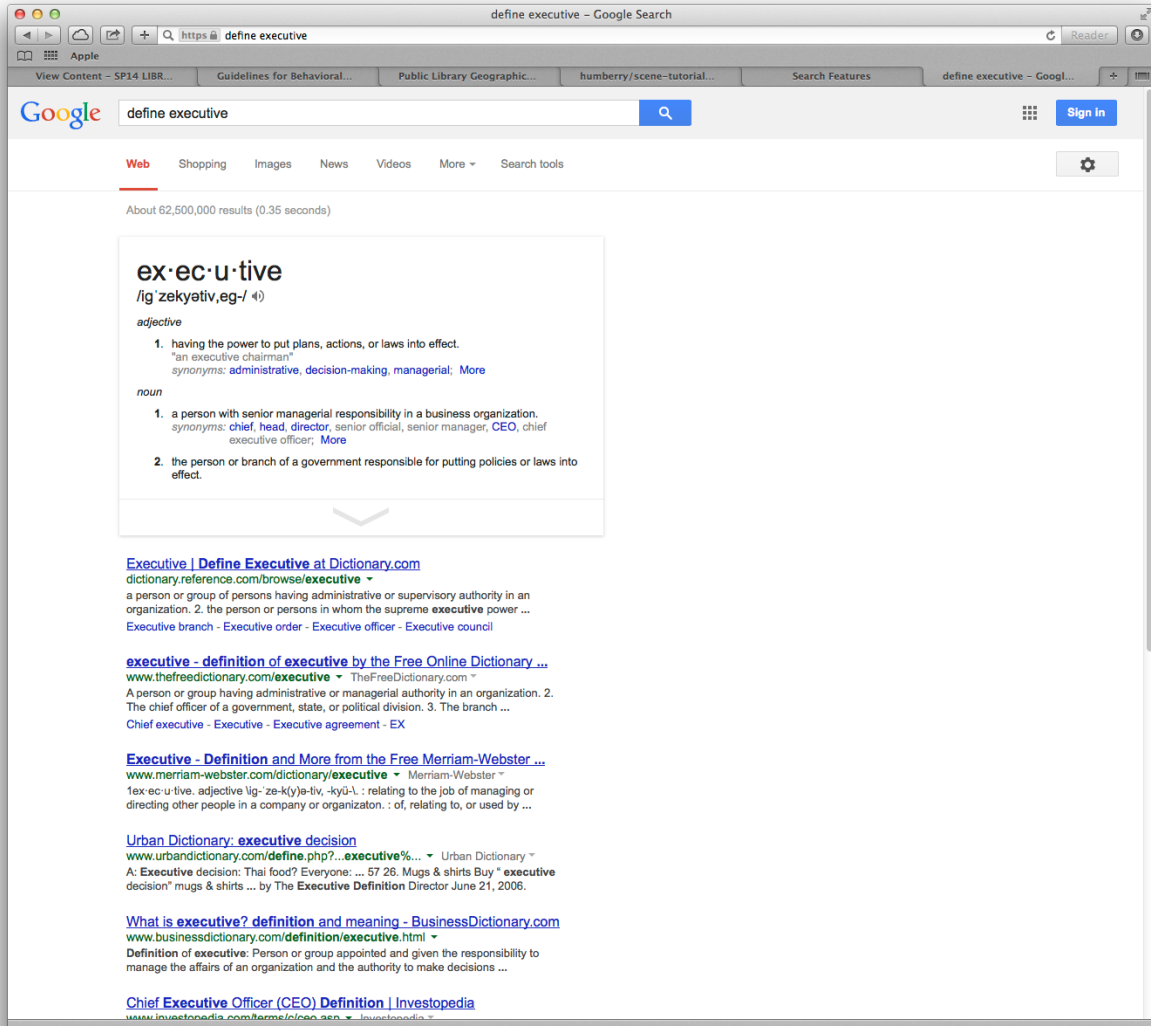 define executive – Google Search
https define executive Reader
Apple
View Content – SP14 LIBR... Guidelines for Behavioral... Public Library Geographic... humberry/scene-tutorial... Search Features define executive – Googl... +
Google define executive Sign in
Web Shopping Images News Videos More Search tools
About 62,500,000 results (0.35 seconds)
ex·ec·u·tive
/igˈzekyətiv,eg-/
adjective
1. having the power to put plans, actions, or laws into effect.
"an executive chairman"
synonyms: administrative, decision-making, managerial; More
noun
1. a person with senior managerial responsibility in a business organization.
synonyms: chief, head, director, senior official, senior manager, CEO, chief
executive officer; More
2. the person or branch of a government responsible for putting policies or laws into
effect.
Executive | Define Executive at Dictionary.com
dictionary.reference.com/browse/executive
a person or group of persons having administrative or supervisory authority in an
organization. 2. the person or persons in whom the supreme executive power ...
Executive branch - Executive order - Executive officer - Executive council
executive - definition of executive by the Free Online Dictionary ...
www.thefreedictionary.com/executive TheFreeDictionary.com
A person or group having administrative or managerial authority in an organization. 2.
The chief officer of a government, state, or political division. 3. The branch ...
Chief executive - Executive - Executive agreement - EX
Executive - Definition and More from the Free Merriam-Webster ...
www.merriam-webster.com/dictionary/executive Merriam-Webster
1ex·ec·u·tive. adjective \ig-ˈze-k(y)ə-tiv, -kyü-\. : relating to the job of managing or
directing other people in a company or organizaton. : of, relating to, or used by ...
Urban Dictionary: executive decision
www.urbandictionary.com/define.php?...executive%... Urban Dictionary
A: Executive decision: Thai food? Everyone: ... 57 26. Mugs & shirts Buy " executive
decision" mugs & shirts ... by The Executive Definition Director June 21, 2006.
What is executive? definition and meaning - BusinessDictionary.com
www.businessdictionary.com/definition/executive.html
Definition of executive: Person or group appointed and given the responsibility to
manage the affairs of an organization and the authority to make decisions ...
Chief Executive Officer (CEO) Definition | Investopedia
www.investopedia.com/terms/c/ceo.asp Investopedia